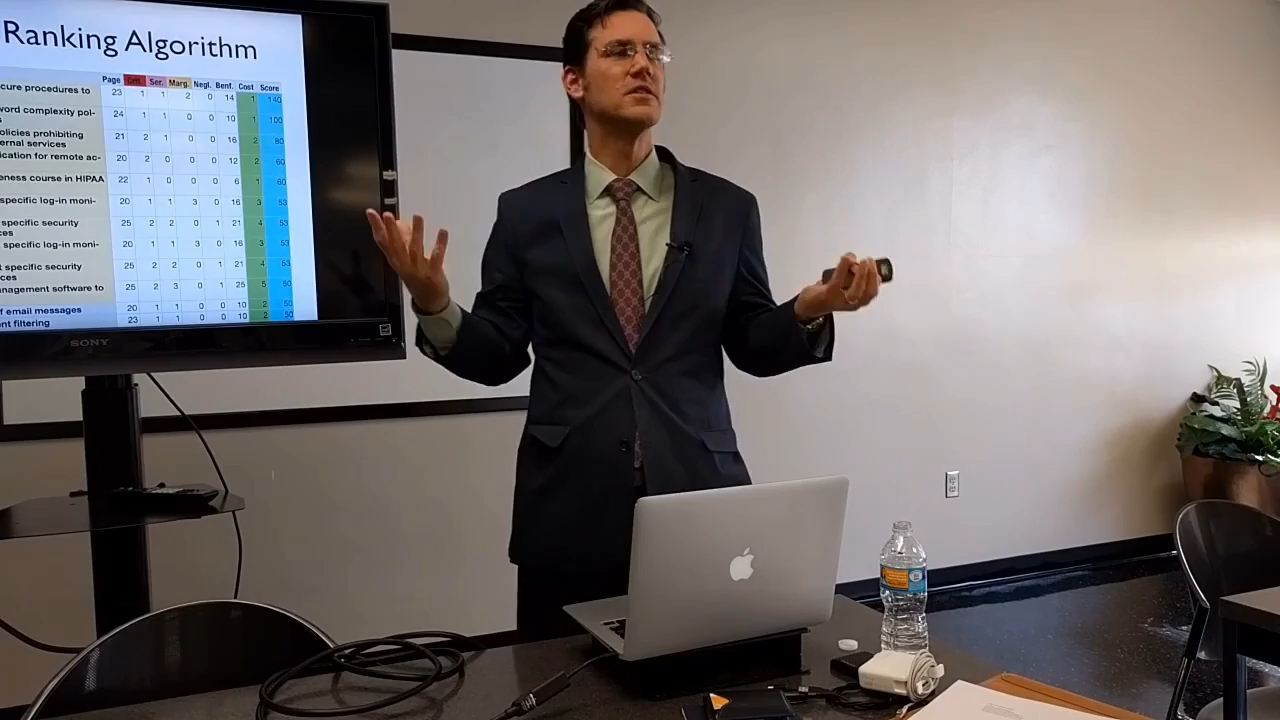 Ranking Algorithm
Page Crit. Ser. Marg. Negl. Benf. Cost Score
cure procedures to 23 1 1 2 0 14 1 140
word complexity pol-
s 24 1 1 0 0 10 1 100
olicies prohibiting
ernal services 21 2 1 0 0 16 2 80
ication for remote ac- 20 2 0 0 0 12 2 60
eness course in HIPAA 22 1 0 0 0 6 1 60
specific log-in moni- 20 1 1 3 0 16 3 53
specific security
ces 25 2 2 0 1 21 4 53
specific log-in moni- 20 1 1 3 0 16 3 53
t specific security
ces 25 2 2 0 1 21 4 53
nagement software to 25 2 3 0 1 25 5 50
f email messages 20 1 1 0 0 10 2 50
nt filtering 23 1 1 0 0 10 2 50
SONY